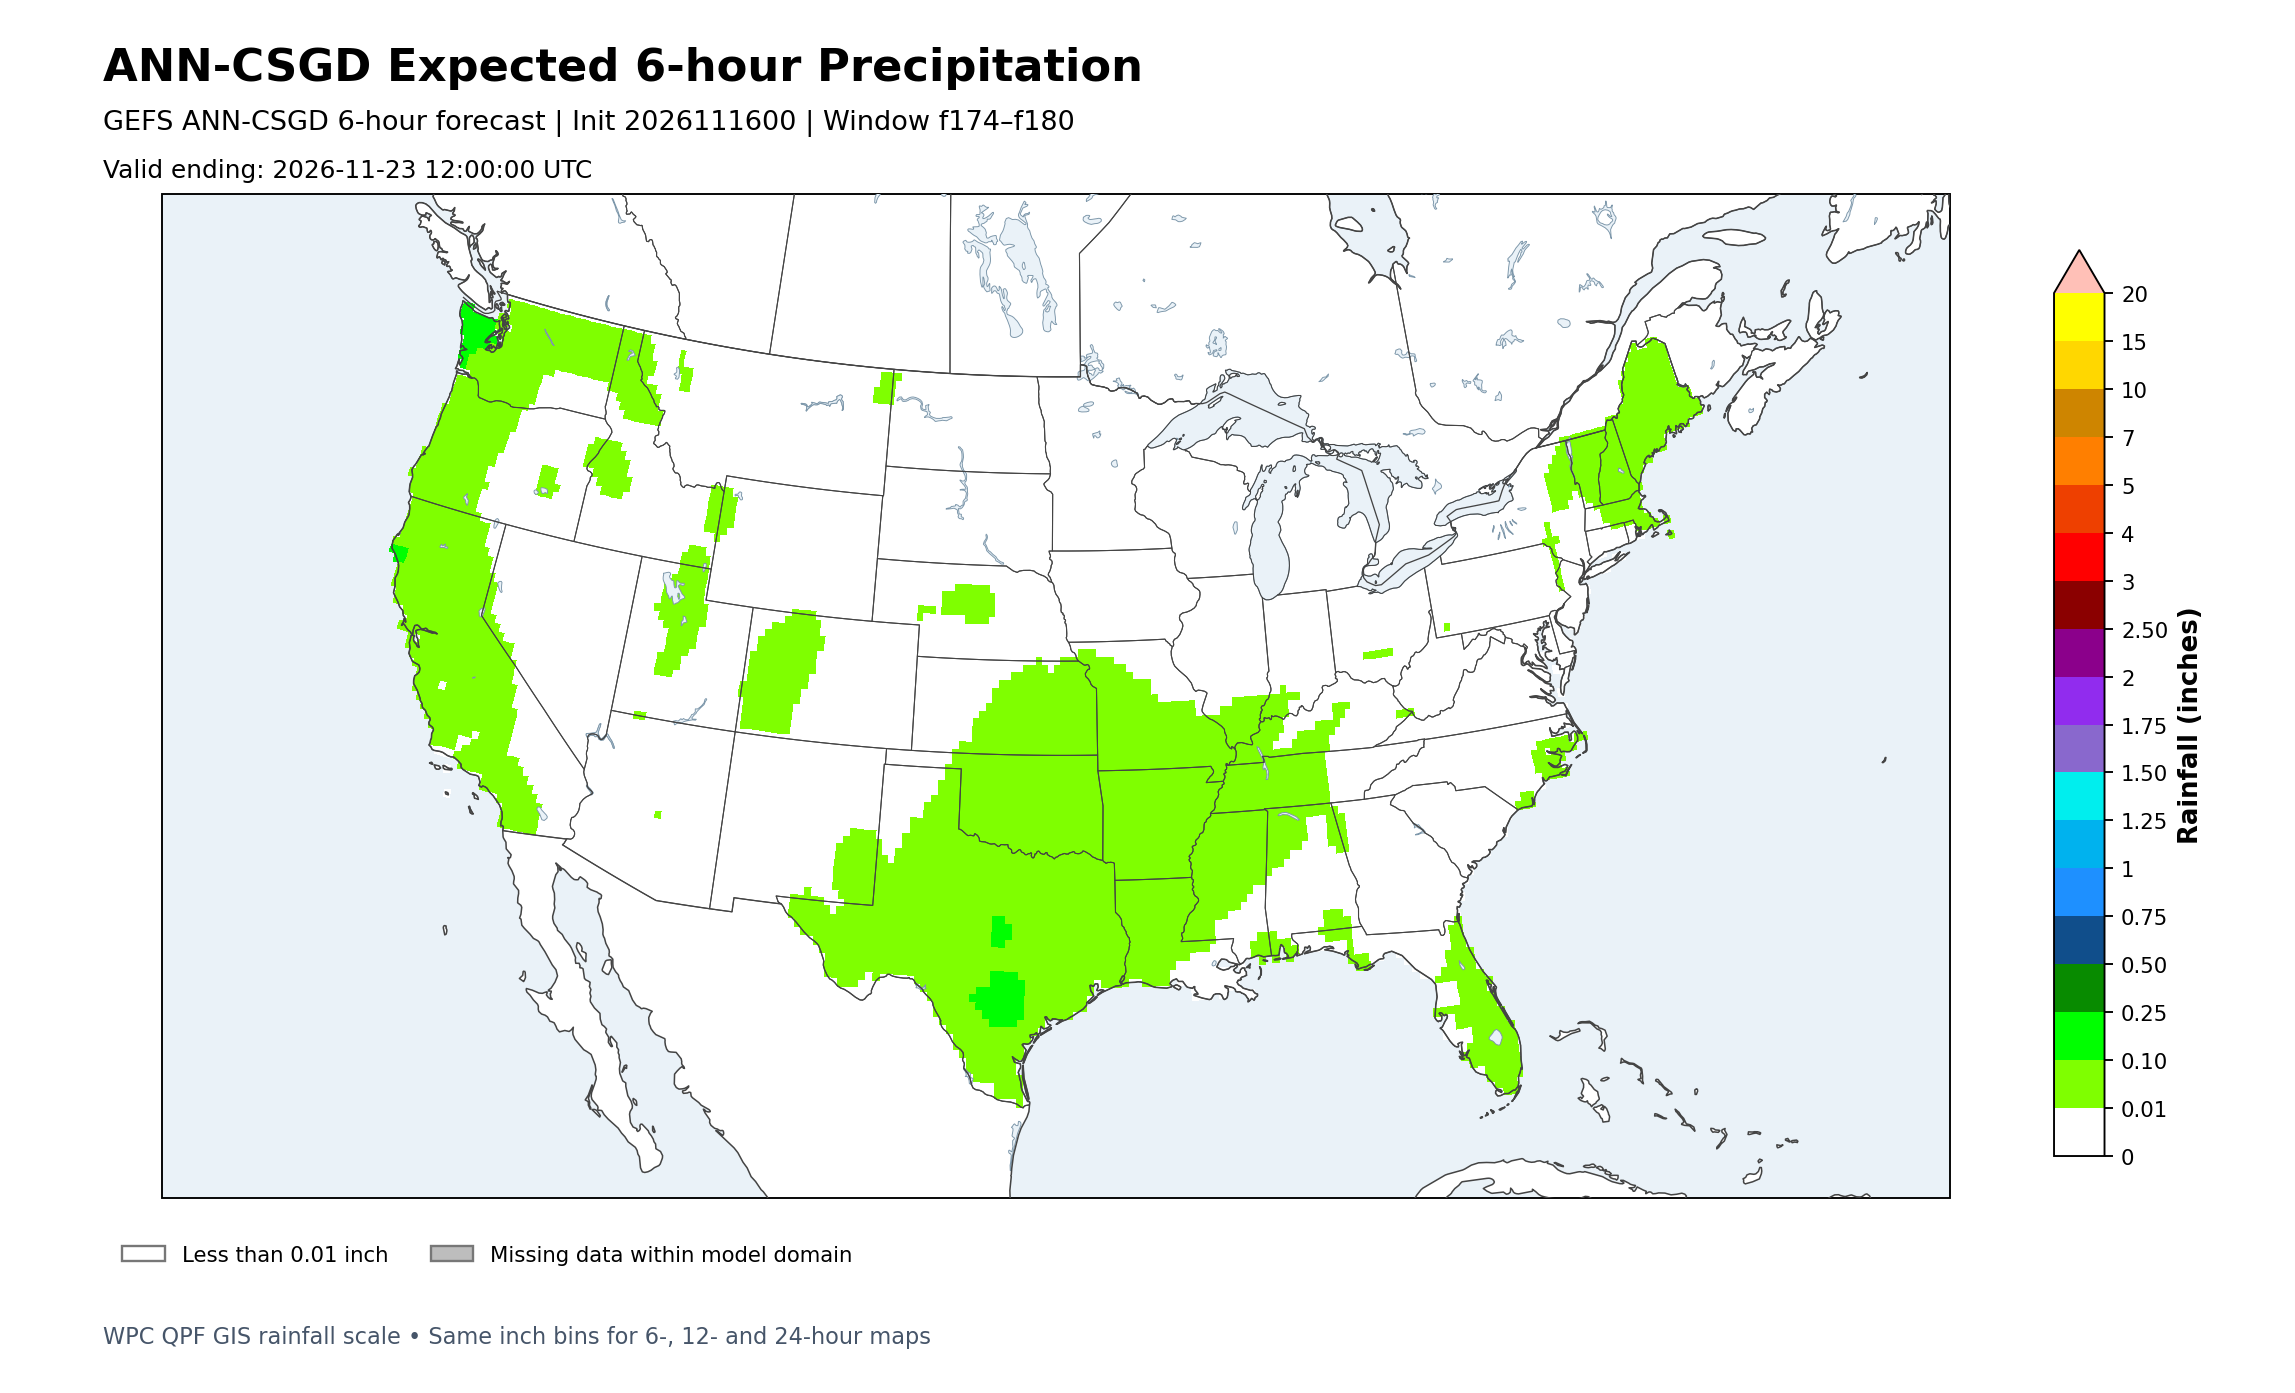 ANN-CSGD Expected 6-hour Precipitation
GEFS ANN-CSGD 6-hour forecast | Init 2026111600 | Window f174–f180
Valid ending: 2026-11-23 12:00:00 UTC
20
15
10
7
5
4
3
2.50
2
1.75
1.50
1.25
1
0.75
0.50
0.25
0.10
0.01
0
Rainfall (inches)
Less than 0.01 inch
Missing data within model domain
WPC QPF GIS rainfall scale • Same inch bins for 6-, 12- and 24-hour maps